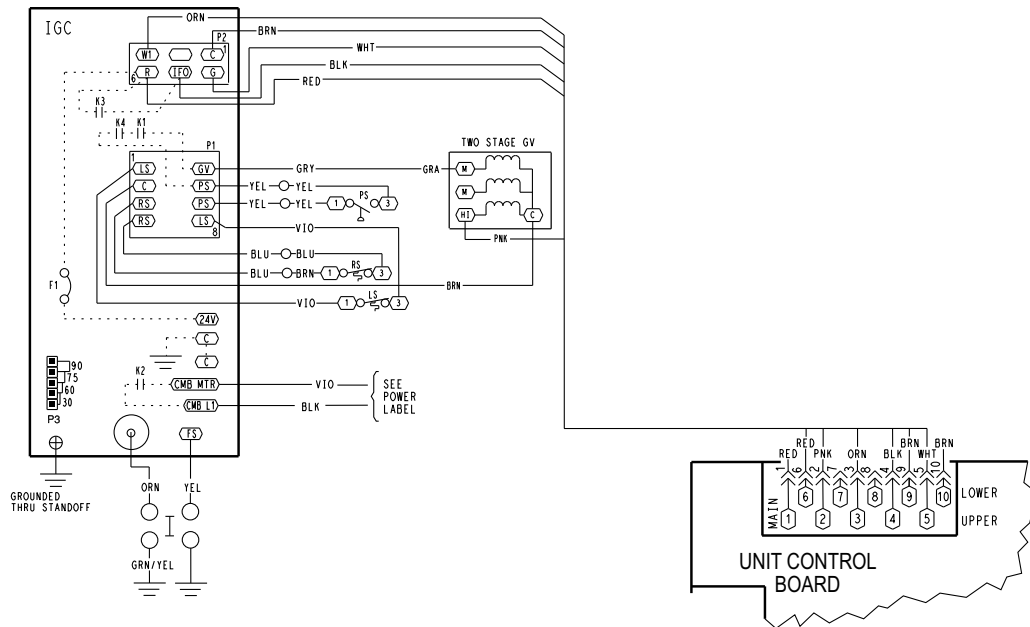 IGC
ORN
BRN
P2
1
WHT
BLK
RED
W1
C
6
R
IFO
G
K3
K4
K1
P1
1
TWO STAGE GV
LS
GV
GRY
GRA
M
C
PS
YEL
YEL
PS
M
RS
PS
YEL
YEL
1
3
RS
LS
HI
C
8
VIO
PNK
BLU
BLU
RS
BLU
BRN
1
3
F1
BRN
LS
VIO
1
3
24V
C
C
90
75
60
30
K2
CMB MTR
VIO
SEE
POWER
LABEL
CMB L1
BLK
P3
FS
GROUNDED
THRU STANDOFF
ORN
YEL
GRN/YEL
RED
BRN
BRN
RED
PNK
ORN
BLK
WHT
1
6
2
7
3
8
4
9
5
10
6
7
8
9
10
LOWER
MAIN
1
2
3
4
5
UPPER
UNIT CONTROL
BOARD